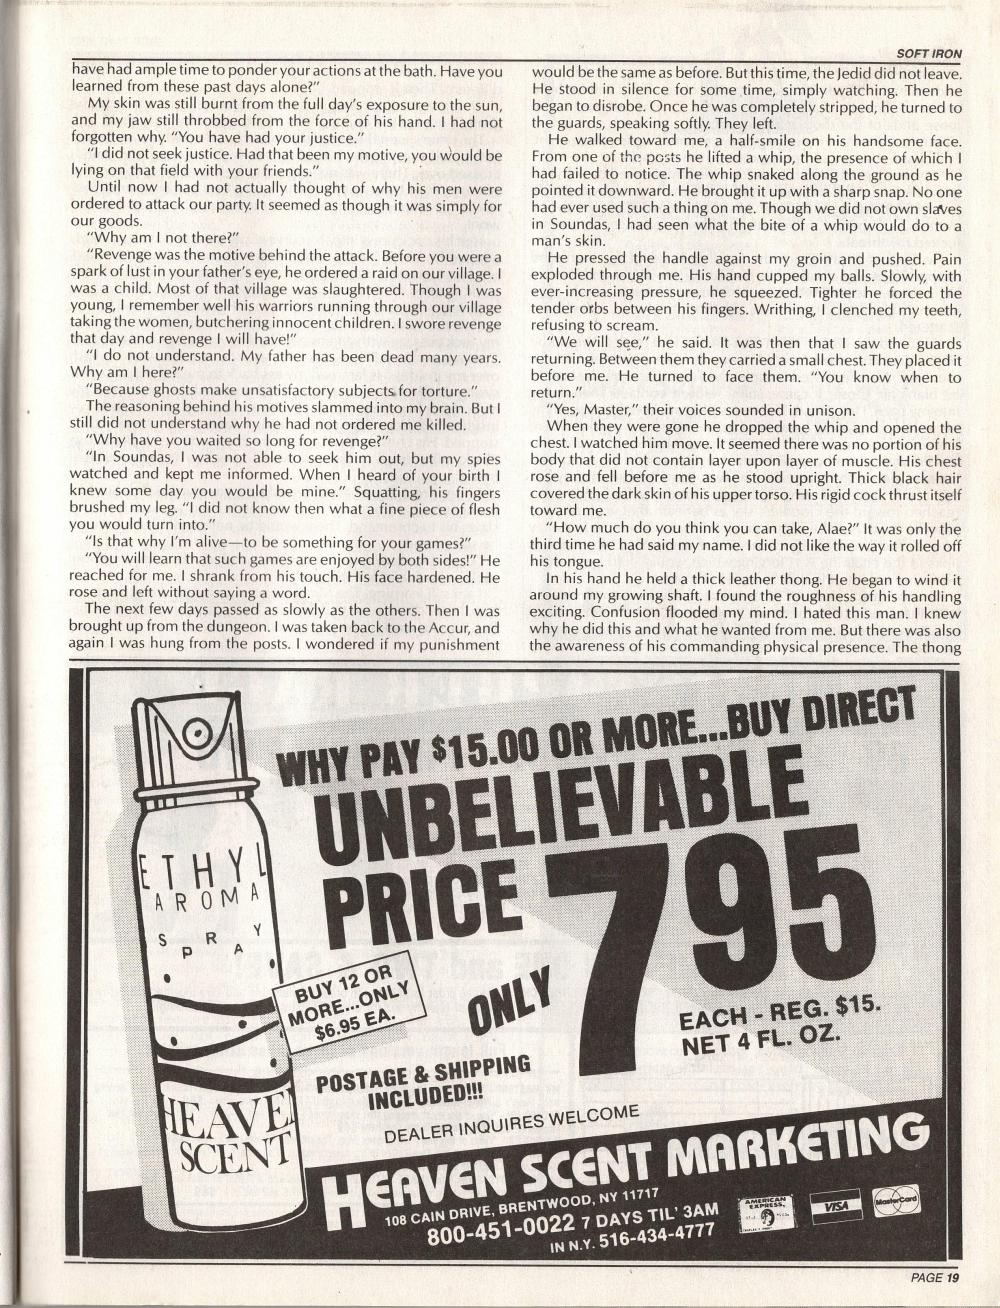 SOFT IRON
have had ample time to ponder your actions at the bath. Have you
learned from these past days alone?"
My skin was still burnt from the full day's exposure to the sun,
and my jaw still throbbed from the force of his hand. I had not
forgotten why. "You have had your justice."
"I did not seek justice. Had that been my motive, you would be
lying on that field with your friends."
Until now I had not actually thought of why his men were
ordered to attack our party. It seemed as though it was simply for
our goods.
"Why am I not there?"
"Revenge was the motive behind the attack. Before you were a
spark of lust in your father's eye, he ordered a raid on our village. I
was a child. Most of that village was slaughtered. Though I was
young, I remember well his warriors running through our village
taking the women, butchering innocent children. I swore revenge
that day and revenge I will have!"
"I do not understand. My father has been dead many years.
Why am I here?"
"Because ghosts make unsatisfactory subjects for torture."
The reasoning behind his motives slammed into my brain. But I
still did not understand why he had not ordered me killed.
"Why have you waited so long for revenge?"
"In Soundas, I was not able to seek him out, but my spies
watched and kept me informed. When I heard of your birth I
knew some day you would be mine." Squatting, his fingers
brushed my leg. "I did not know then what a fine piece of flesh
you would turn into."
"Is that why I'm alive—to be something for your games?"
"You will learn that such games are enjoyed by both sides!" He
reached for me. I shrank from his touch. His face hardened. He
rose and left without saying a word.
The next few days passed as slowly as the others. Then I was
brought up from the dungeon. I was taken back to the Accur, and
again I was hung from the posts. I wondered if my punishment
would be the same as before. But this time, the Jedid did not leave.
He stood in silence for some time, simply watching. Then he
began to disrobe. Once he was completely stripped, he turned to
the guards, speaking softly. They left.
He walked toward me, a half-smile on his handsome face.
From one of the posts he lifted a whip, the presence of which I
had failed to notice. The whip snaked along the ground as he
pointed it downward. He brought it up with a sharp snap. No one
had ever used such a thing on me. Though we did not own slaves
in Soundas, I had seen what the bite of a whip would do to a
man's skin.
He pressed the handle against my groin and pushed. Pain
exploded through me. His hand cupped my balls. Slowly, with
ever-increasing pressure, he squeezed. Tighter he forced the
tender orbs between his fingers. Writhing, I clenched my teeth,
refusing to scream.
"We will see," he said. It was then that I saw the guards
returning. Between them they carried a small chest. They placed it
before me. He turned to face them. "You know when to
return."
"Yes, Master," their voices sounded in unison.
When they were gone he dropped the whip and opened the
chest. I watched him move. It seemed there was no portion of his
body that did not contain layer upon layer of muscle. His chest
rose and fell before me as he stood upright. Thick black hair
covered the dark skin of his upper torso. His rigid cock thrust itself
toward me.
"How much do you think you can take, Alae?" It was only the
third time he had said my name. I did not like the way it rolled off
his tongue.
In his hand he held a thick leather thong. He began to wind it
around my growing shaft. I found the roughness of his handling
exciting. Confusion flooded my mind. I hated this man. I knew
why he did this and what he wanted from me. But there was also
the awareness of his commanding physical presence. The thong
WHY PAY $15.00 OR MORE...BUY DIRECT
UNBELIEVABLE
PRICE 795
ONLY
EACH - REG. $15.
NET 4 FL. OZ.
ETHYL
AROMA
SPRAY
BUY 12 OR
MORE...ONLY
$6.95 EA.
HEAVEN
SCENT
POSTAGE & SHIPPING
INCLUDED!!!
DEALER INQUIRES WELCOME
HEAVEN SCENT MARKETING
108 CAIN DRIVE, BRENTWOOD, NY 11717
800-451-0022 7 DAYS TIL' 3AM
IN N.Y. 516-434-4777
AMERICAN
EXPRESS
VISA
MasterCard
PAGE 19